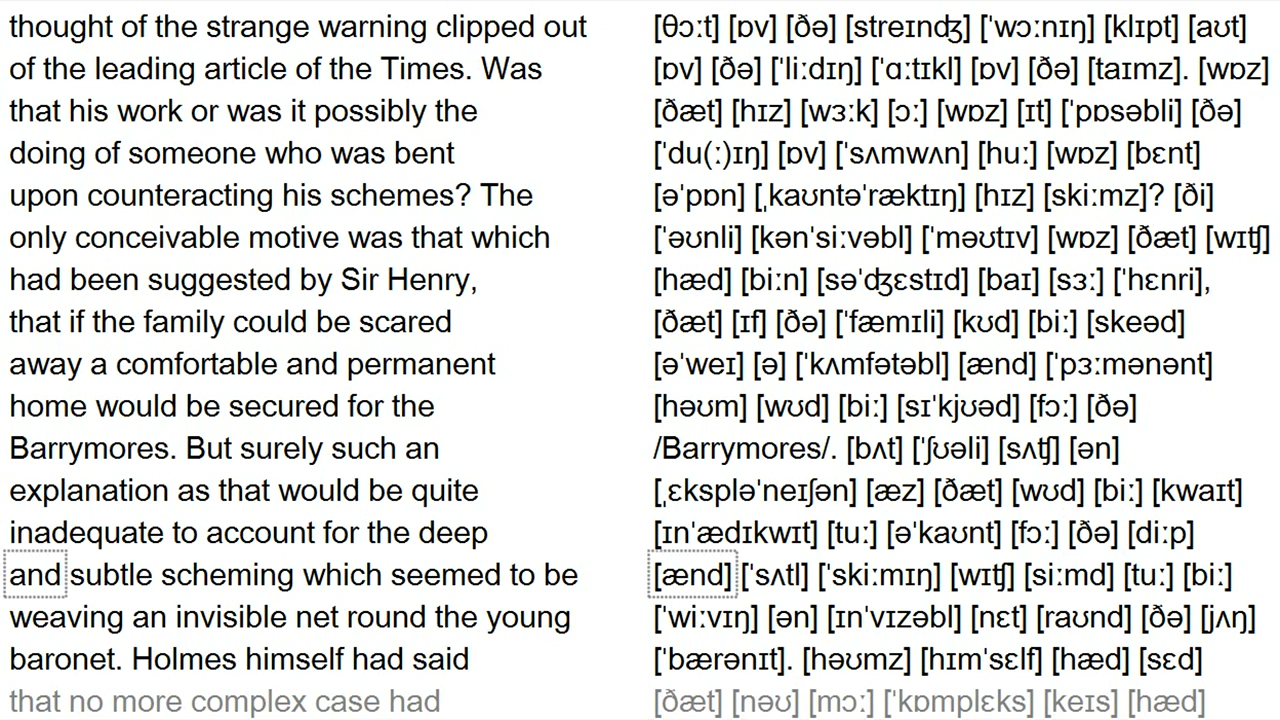 thought of the strange warning clipped out
of the leading article of the Times. Was
that his work or was it possibly the
doing of someone who was bent
upon counteracting his schemes? The
only conceivable motive was that which
had been suggested by Sir Henry,
that if the family could be scared
away a comfortable and permanent
home would be secured for the
Barrymores. But surely such an
explanation as that would be quite
inadequate to account for the deep
and subtle scheming which seemed to be
weaving an invisible net round the young
baronet. Holmes himself had said
that no more complex case had
[θɔːt] [ɒv] [ðə] [streɪnʤ] [ˈwɔːnɪŋ] [klɪpt] [aʊt]
[ɒv] [ðə] [ˈliːdɪŋ] [ˈɑːtɪkl] [ɒv] [ðə] [taɪmz]. [wɒz]
[ðæt] [hɪz] [wɜːk] [ɔː] [wɒz] [ɪt] [ˈpɒsəbli] [ðə]
[ˈdu(ː)ɪŋ] [ɒv] [ˈsʌmwʌn] [huː] [wɒz] [bɛnt]
[əˈpɒn] [ˌkaʊntəˈræktɪŋ] [hɪz] [skiːmz]? [ði]
[ˈəʊnli] [kənˈsiːvəbl] [ˈməʊtɪv] [wɒz] [ðæt] [wɪʧ]
[hæd] [biːn] [səˈʤɛstɪd] [baɪ] [sɜː] [ˈhɛnri],
[ðæt] [ɪf] [ðə] [ˈfæmɪli] [kʊd] [biː] [skeəd]
[əˈweɪ] [ə] [ˈkʌmfətəbl] [ænd] [ˈpɜːmənənt]
[həʊm] [wʊd] [biː] [sɪˈkjʊəd] [fɔː] [ðə]
/Barrymores/. [bʌt] [ˈʃʊəli] [sʌʧ] [ən]
[ˌɛkspləˈneɪʃən] [æz] [ðæt] [wʊd] [biː] [kwaɪt]
[ɪnˈædɪkwɪt] [tuː] [əˈkaʊnt] [fɔː] [ðə] [diːp]
[ænd] [ˈsʌtl] [ˈskiːmɪŋ] [wɪʧ] [siːmd] [tuː] [biː]
[ˈwiːvɪŋ] [ən] [ɪnˈvɪzəbl] [nɛt] [raʊnd] [ðə] [jʌŋ]
[ˈbærənɪt]. [həʊmz] [hɪmˈsɛlf] [hæd] [sɛd]
[ðæt] [nəʊ] [mɔː] [ˈkɒmplɛks] [keɪs] [hæd]